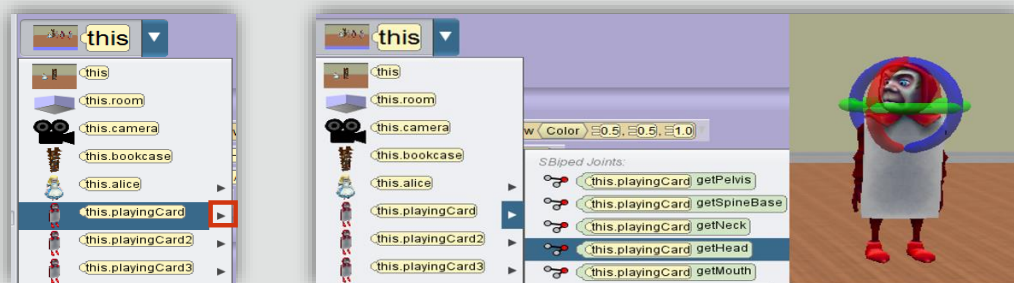 this
this
this.room
this.camera
this.bookcase
this.alice
this.playingCard
this.playingCard2
this.playingCard3
this
this
this.room
this.camera
this.bookcase
this.alice
this.playingCard
this.playingCard2
this.playingCard3
w Color 0.5, 0.5, 1.0
SBiped Joints:
this.playingCard getPelvis
this.playingCard getSpineBase
this.playingCard getNeck
this.playingCard getHead
this.playingCard getMouth